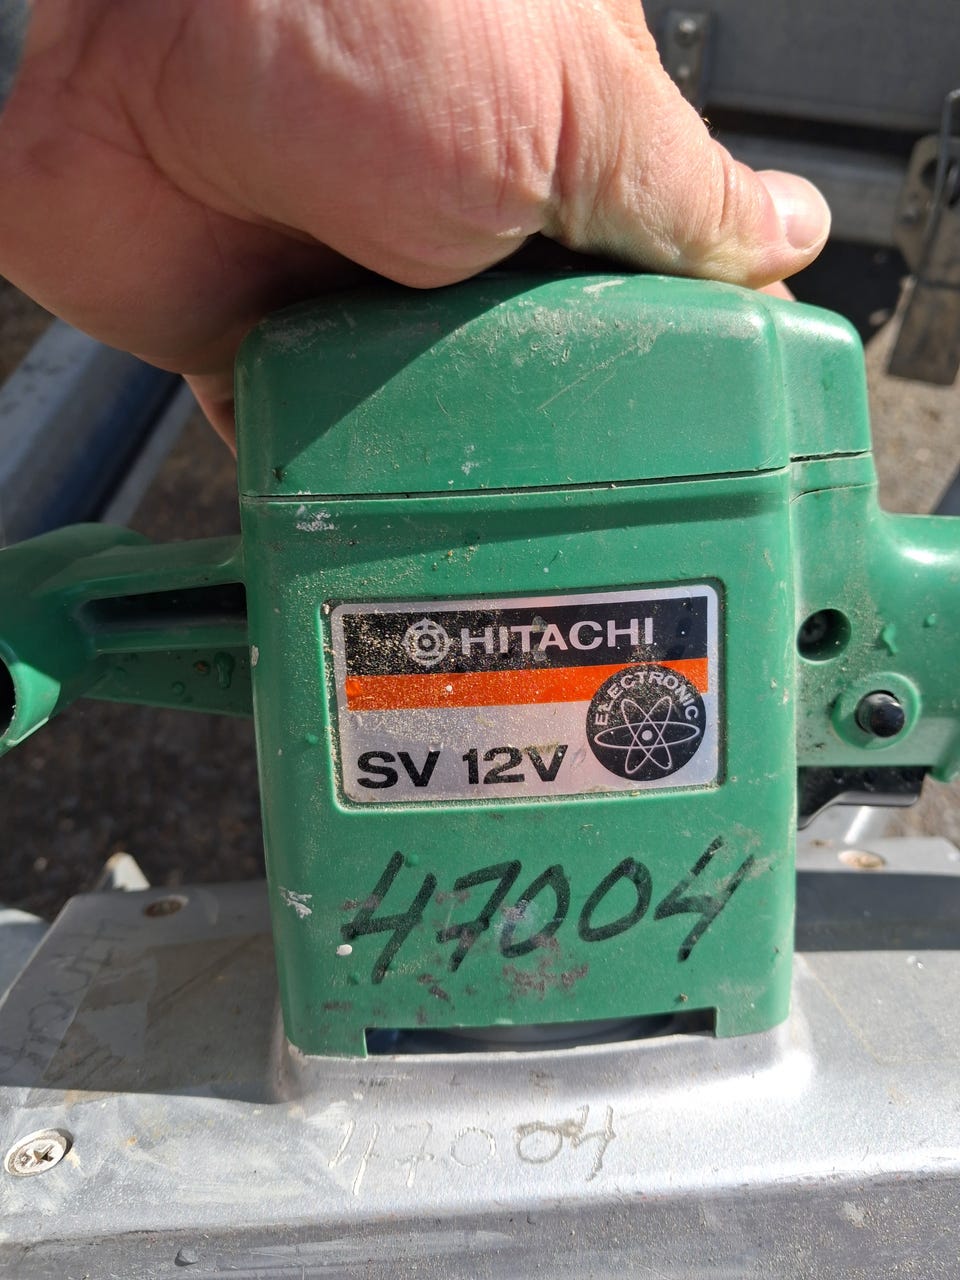 HITACHI
ELECTRONIC
SV 12V
47004
47004